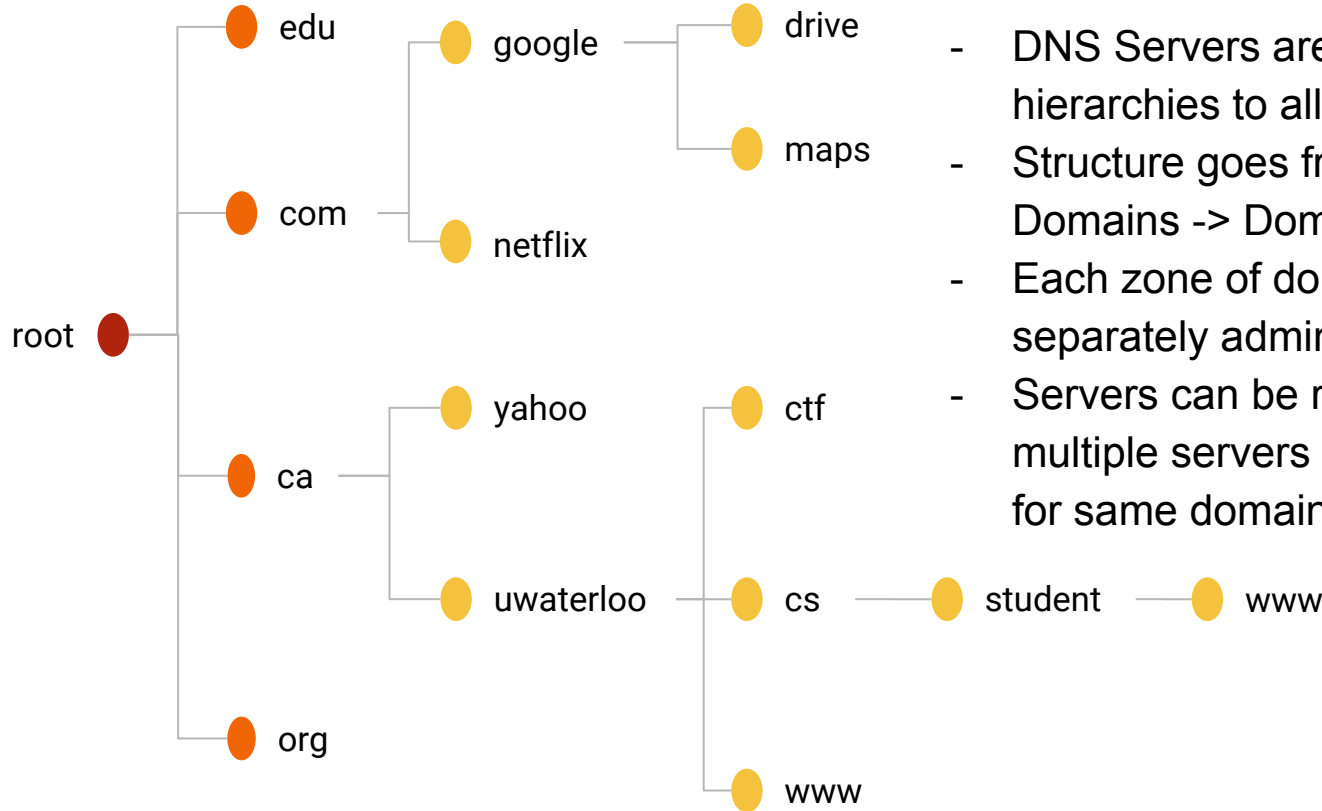 edu
google
drive
maps
com
netflix
root
yahoo
ctf
ca
uwaterloo
cs
student
www
org
www
- DNS Servers are
hierarchies to all
- Structure goes fr
Domains -> Dom
- Each zone of do
separately admin
- Servers can be r
multiple servers
for same domain